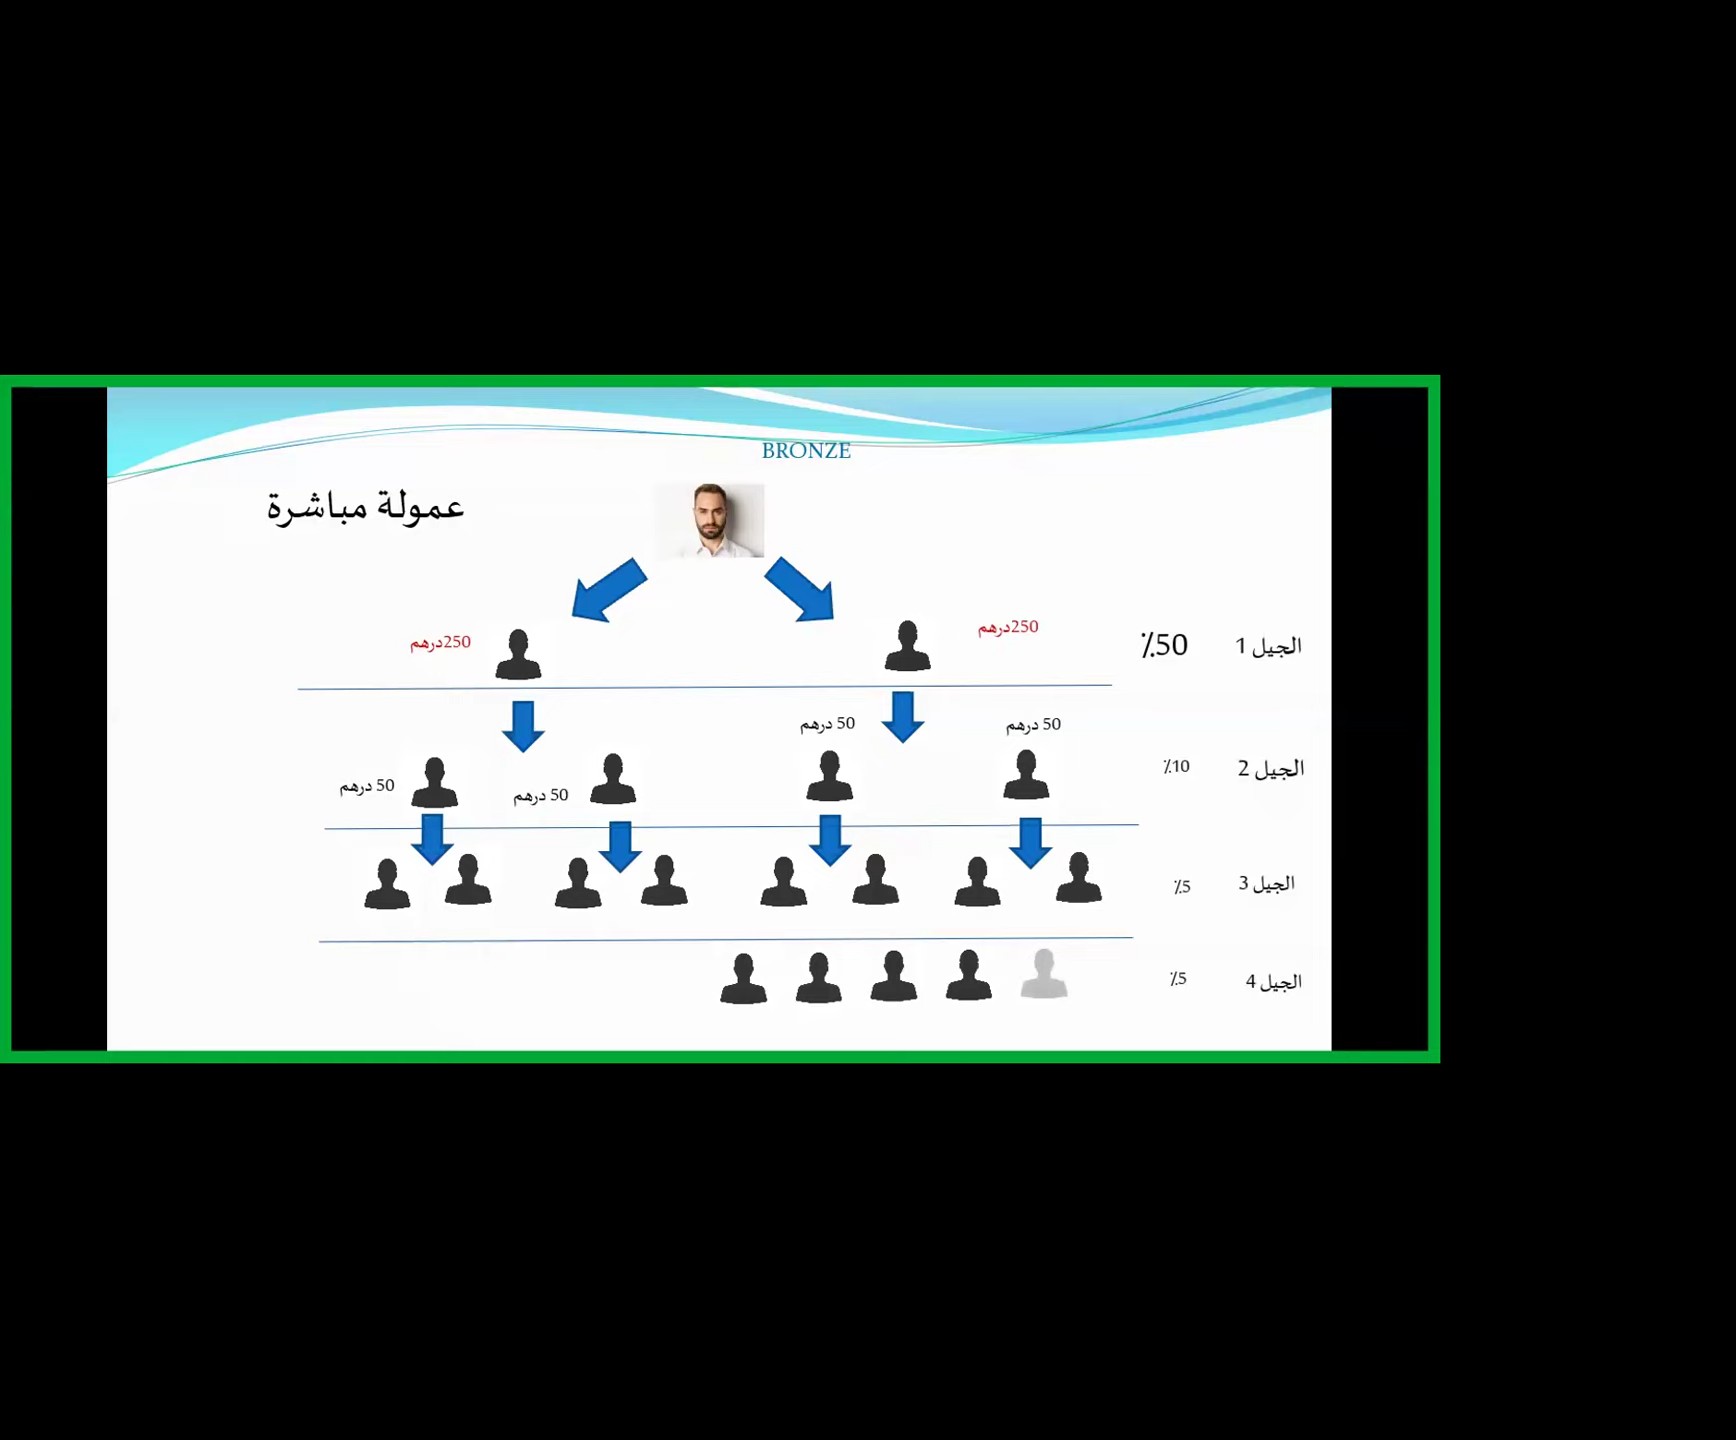 BRONZE
عمولة مباشرة
الجيل 1 50٪ 250درهم 250درهم
50 درهم 50 درهم
الجيل 2 10٪
50 درهم 50 درهم
الجيل 3 5٪
الجيل 4 5٪